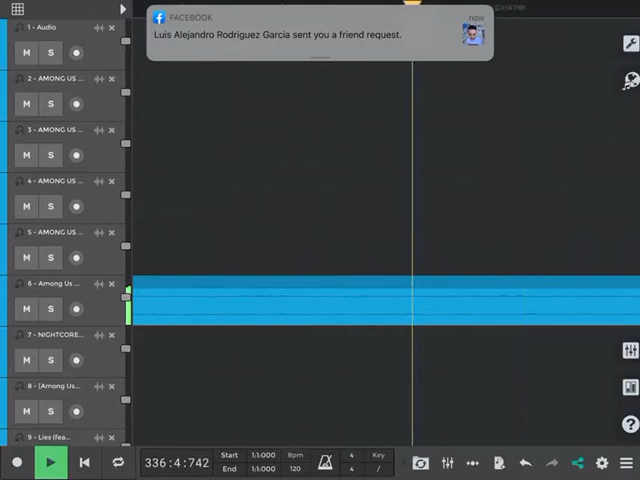 FACEBOOK
now
Luis Alejandro Rodriguez Garcia sent you a friend request.
1 - Audio
M S
2 - AMONG US ...
M S
3 - AMONG US ...
M S
4 - AMONG US ...
M S
5 - AMONG US ...
M S
6 - Among Us ...
M S
7 - NIGHTCORE...
M S
8 - [Among Us...
M S
9 - Lies (fea...
336:4:742
Start 1:1:000 Bpm 4 Key
End 1:1:000 120 4 /
?